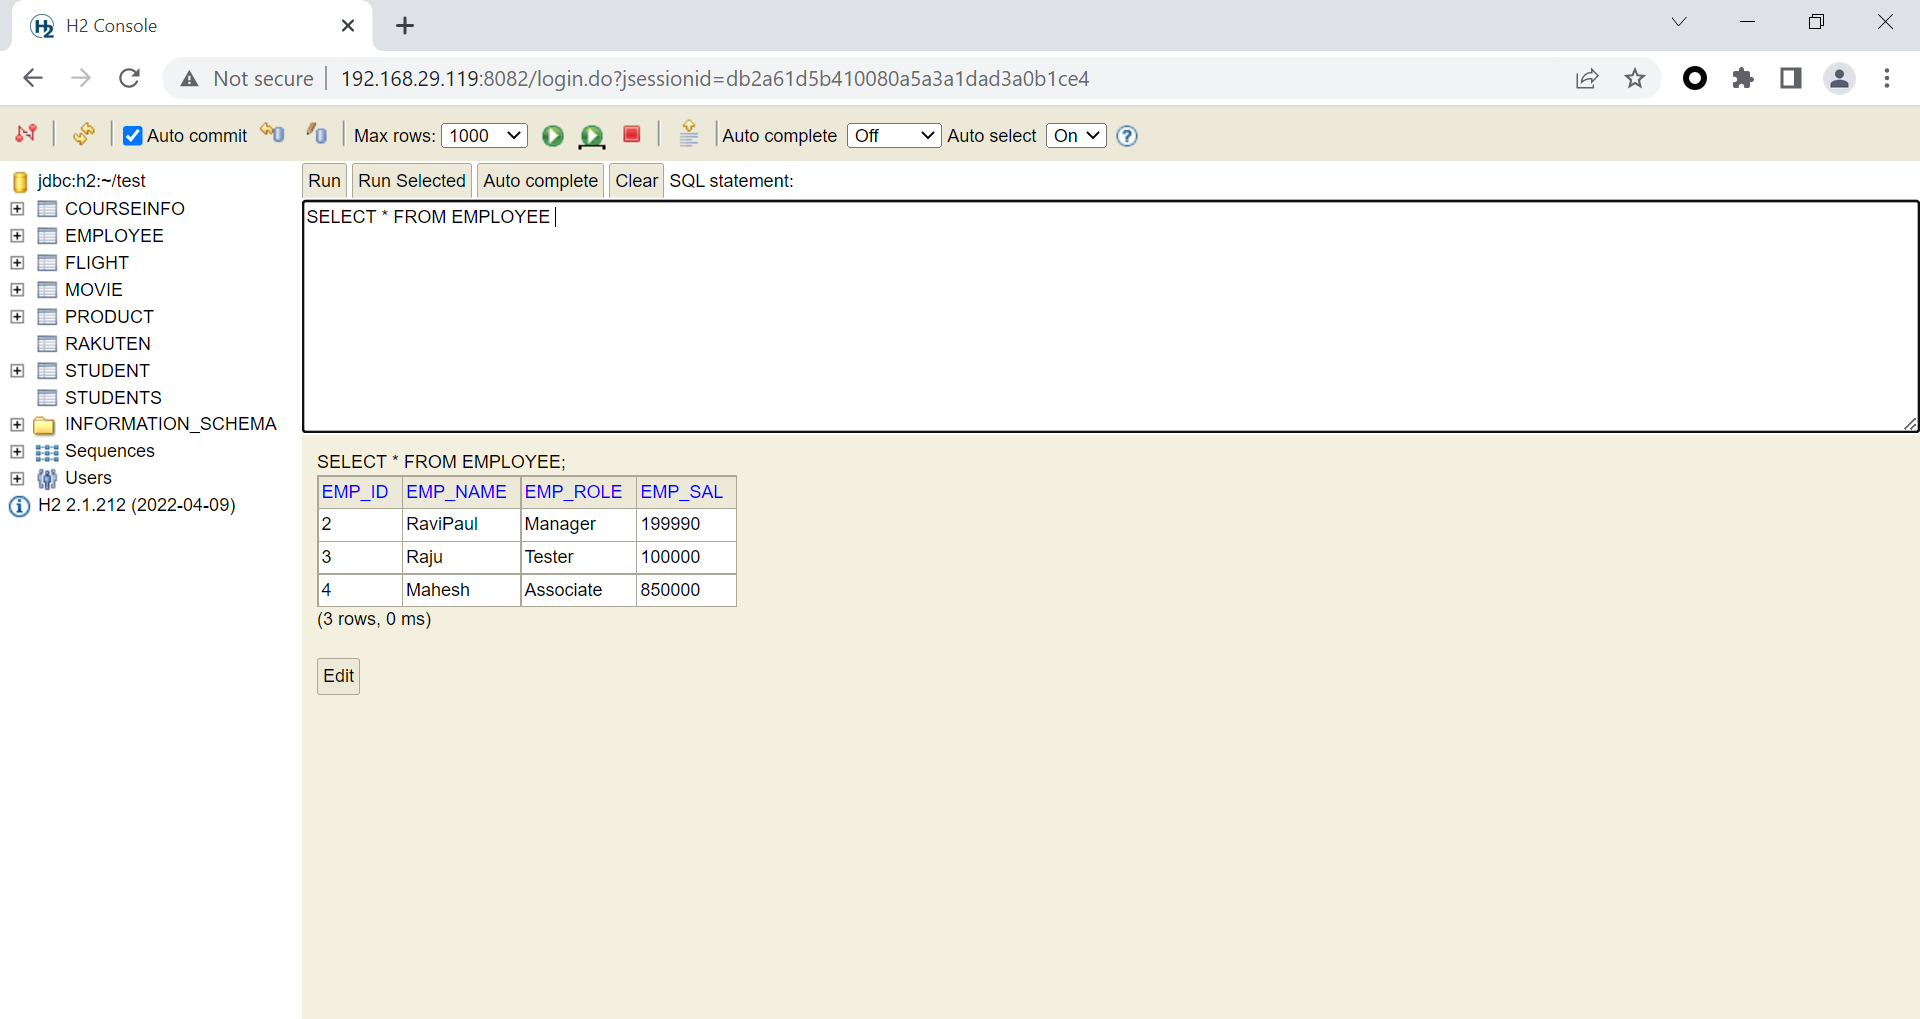 H2 Console
Not secure 192.168.29.119:8082/login.do?jsessionid=db2a61d5b410080a5a3a1dad3a0b1ce4
Auto commit Max rows: 1000 Auto complete Off Auto select On ?
jdbc:h2:~/test
COURSEINFO
EMPLOYEE
FLIGHT
MOVIE
PRODUCT
RAKUTEN
STUDENT
STUDENTS
INFORMATION_SCHEMA
Sequences
Users
H2 2.1.212 (2022-04-09)
Run Run Selected Auto complete Clear SQL statement:
SELECT * FROM EMPLOYEE
SELECT * FROM EMPLOYEE;
EMP_ID EMP_NAME EMP_ROLE EMP_SAL
2 RaviPaul Manager 199990
3 Raju Tester 100000
4 Mahesh Associate 850000
(3 rows, 0 ms)
Edit